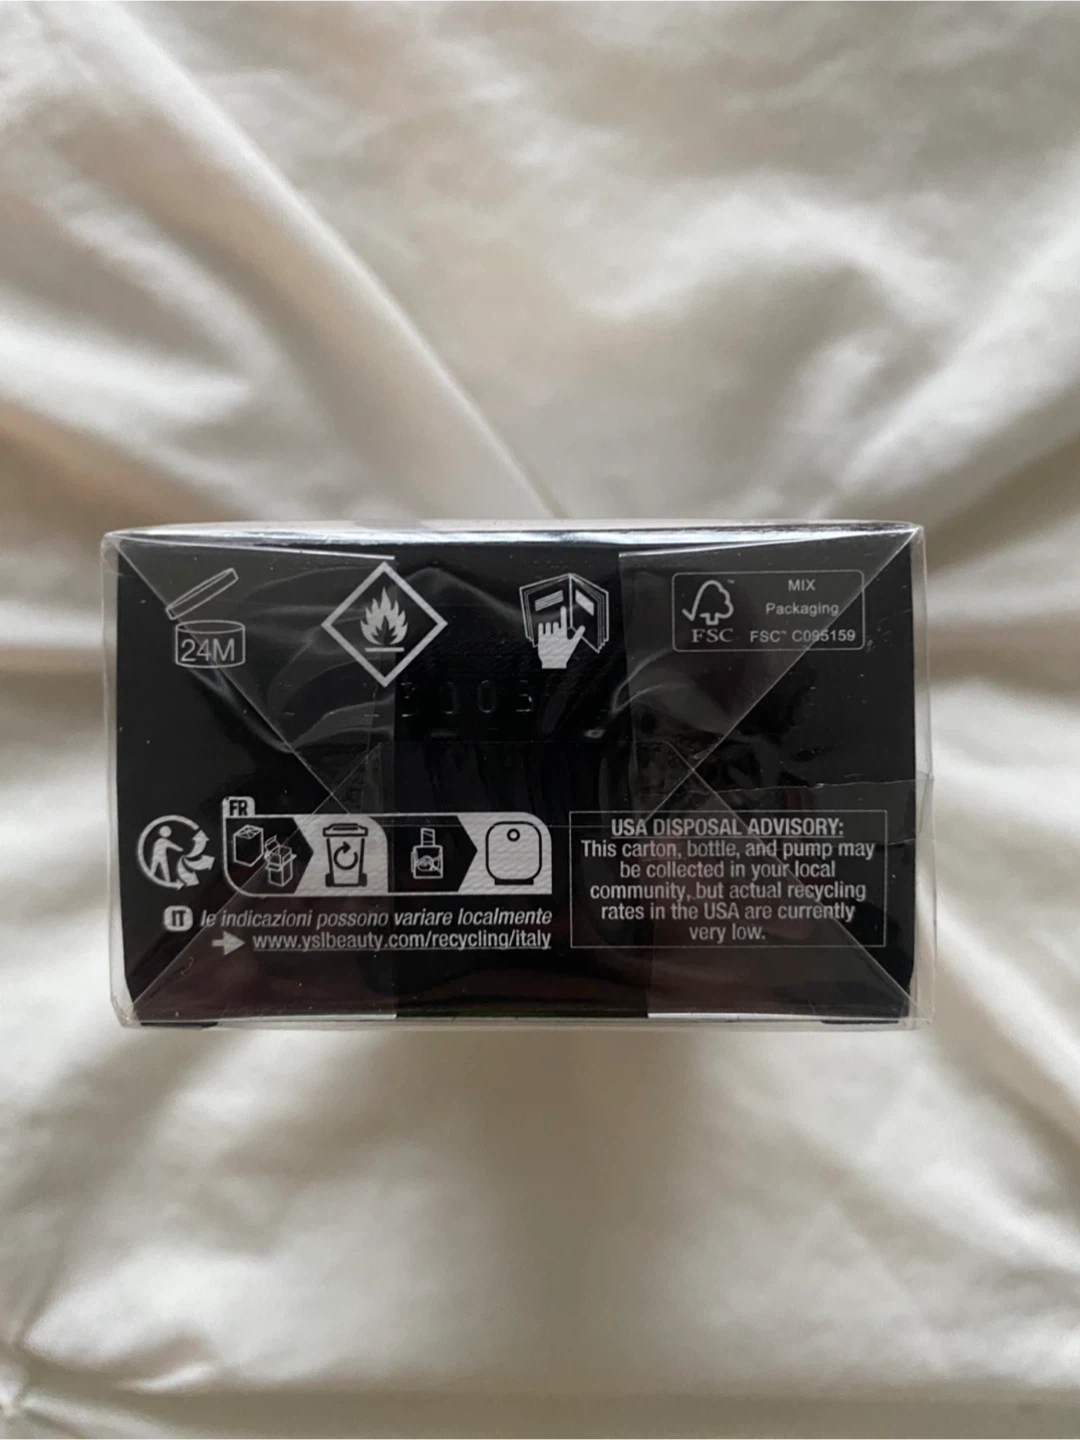 24M
FSC™
MIX
Packaging
FSC™ C095159
FR
IT le indicazioni possono variare localmente
www.yslbeauty.com/recycling/italy
USA DISPOSAL ADVISORY:
This carton, bottle, and pump may
be collected in your local
community, but actual recycling
rates in the USA are currently
very low.